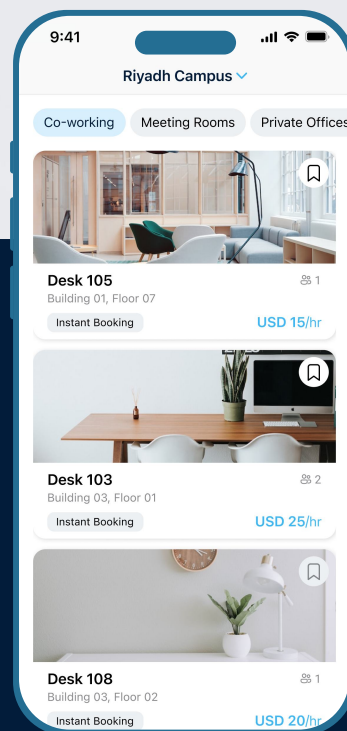 9:41
Riyadh Campus
Co-working Meeting Rooms Private Offices
Desk 105 1
Building 01, Floor 07
Instant Booking USD 15/hr
Desk 103 2
Building 03, Floor 01
Instant Booking USD 25/hr
Desk 108 1
Building 03, Floor 02
Instant Booking USD 20/hr